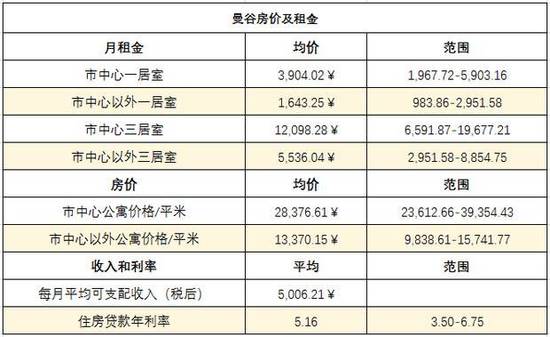 曼谷房价及租金
月租金 均价 范围
市中心一居室 3,904.02¥ 1,967.72-5,903.16
市中心以外一居室 1,643.25¥ 983.86-2,951.58
市中心三居室 12,098.28¥ 6,591.87-19,677.21
市中心以外三居室 5,536.04¥ 2,951.58-8,854.75
房价 均价 范围
市中心公寓价格/平米 28,376.61¥ 23,612.66-39,354.43
市中心以外公寓价格/平米 13,370.15¥ 9,838.61-15,741.77
收入和利率 平均 范围
每月平均可支配收入（税后） 5,006.21¥
住房贷款年利率 5.16 3.50-6.75